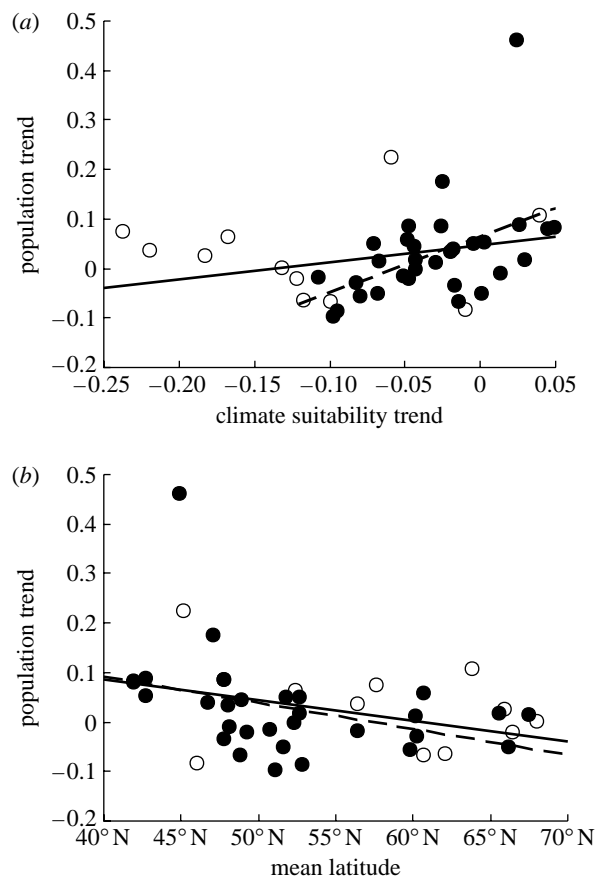 (a)
0.5
0.4
0.3
0.2
0.1
0
−0.1
−0.2
population trend
−0.25 −0.20 −0.15 −0.10 −0.05 0 0.05
climate suitability trend
(b)
0.5
0.4
0.3
0.2
0.1
0
−0.1
−0.2
population trend
40° N 45° N 50° N 55° N 60° N 65° N 70° N
mean latitude